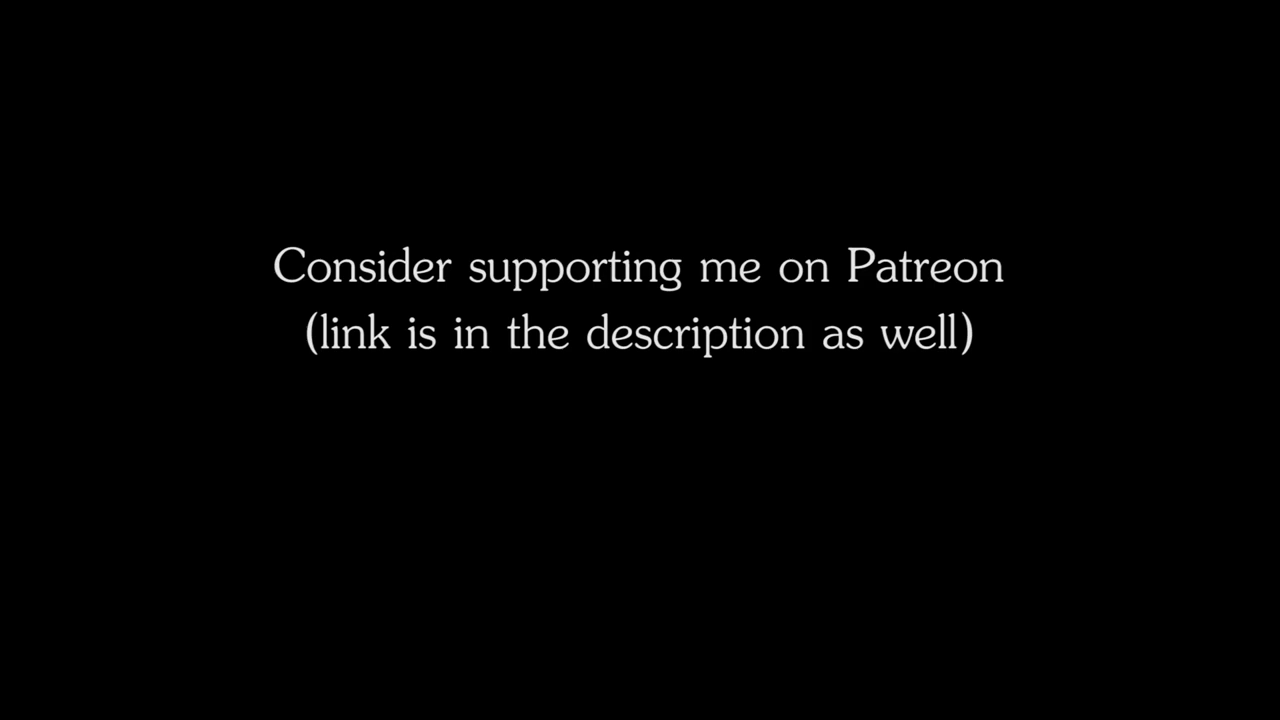 Consider supporting me on Patreon
(link is in the description as well)